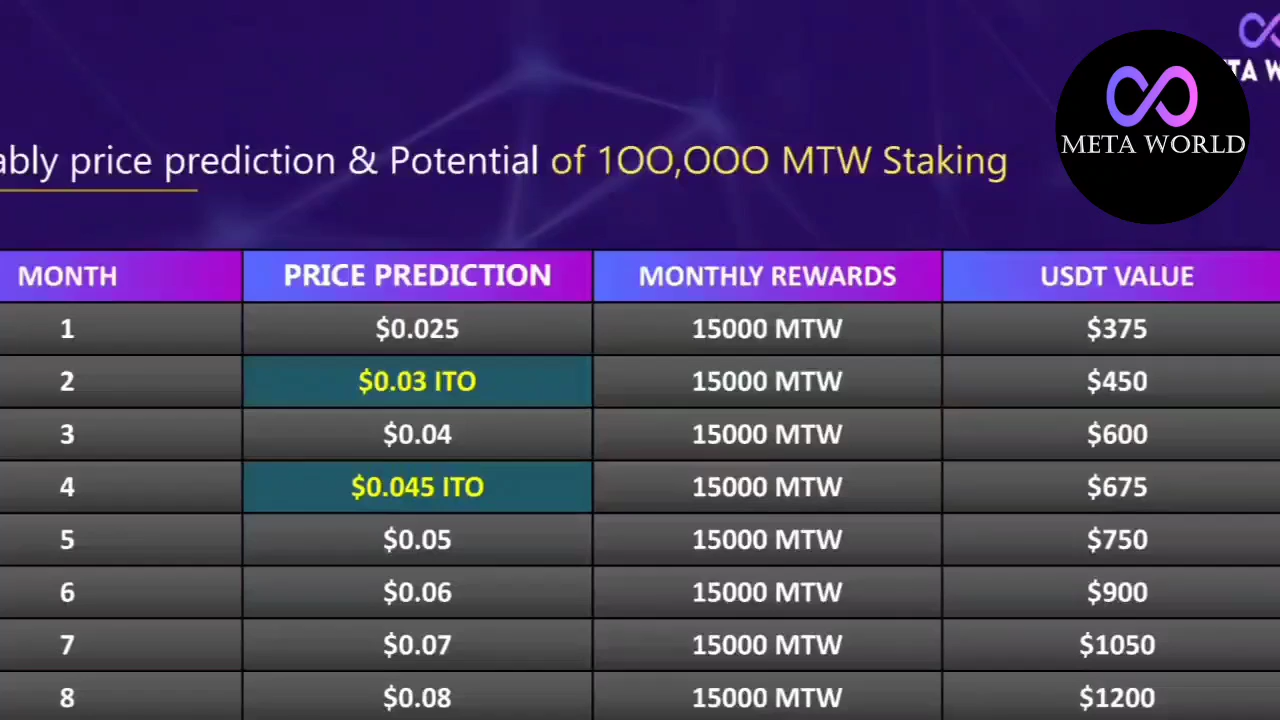 META WORLD
TA W
ably price prediction & Potential of 1OO,OOO MTW Staking
MONTH PRICE PREDICTION MONTHLY REWARDS USDT VALUE
1 $0.025 15000 MTW $375
2 $0.03 ITO 15000 MTW $450
3 $0.04 15000 MTW $600
4 $0.045 ITO 15000 MTW $675
5 $0.05 15000 MTW $750
6 $0.06 15000 MTW $900
7 $0.07 15000 MTW $1050
8 $0.08 15000 MTW $1200